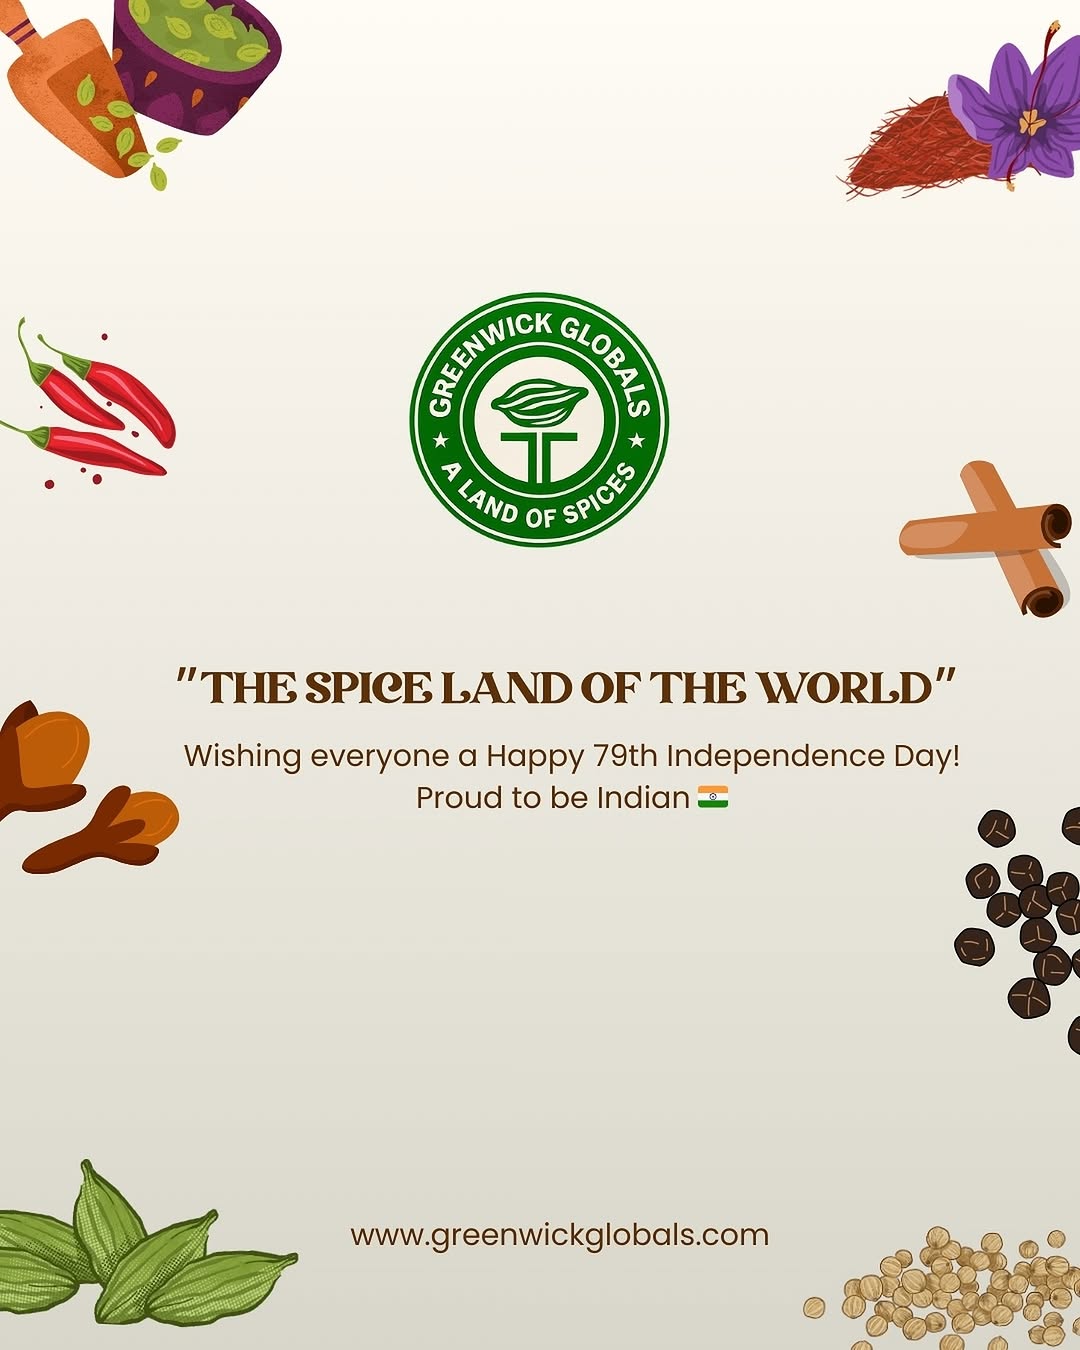 GREENWICK GLOBALS
A LAND OF SPICES
"THE SPICE LAND OF THE WORLD"
Wishing everyone a Happy 79th Independence Day!
Proud to be Indian 🇮🇳
www.greenwickglobals.com